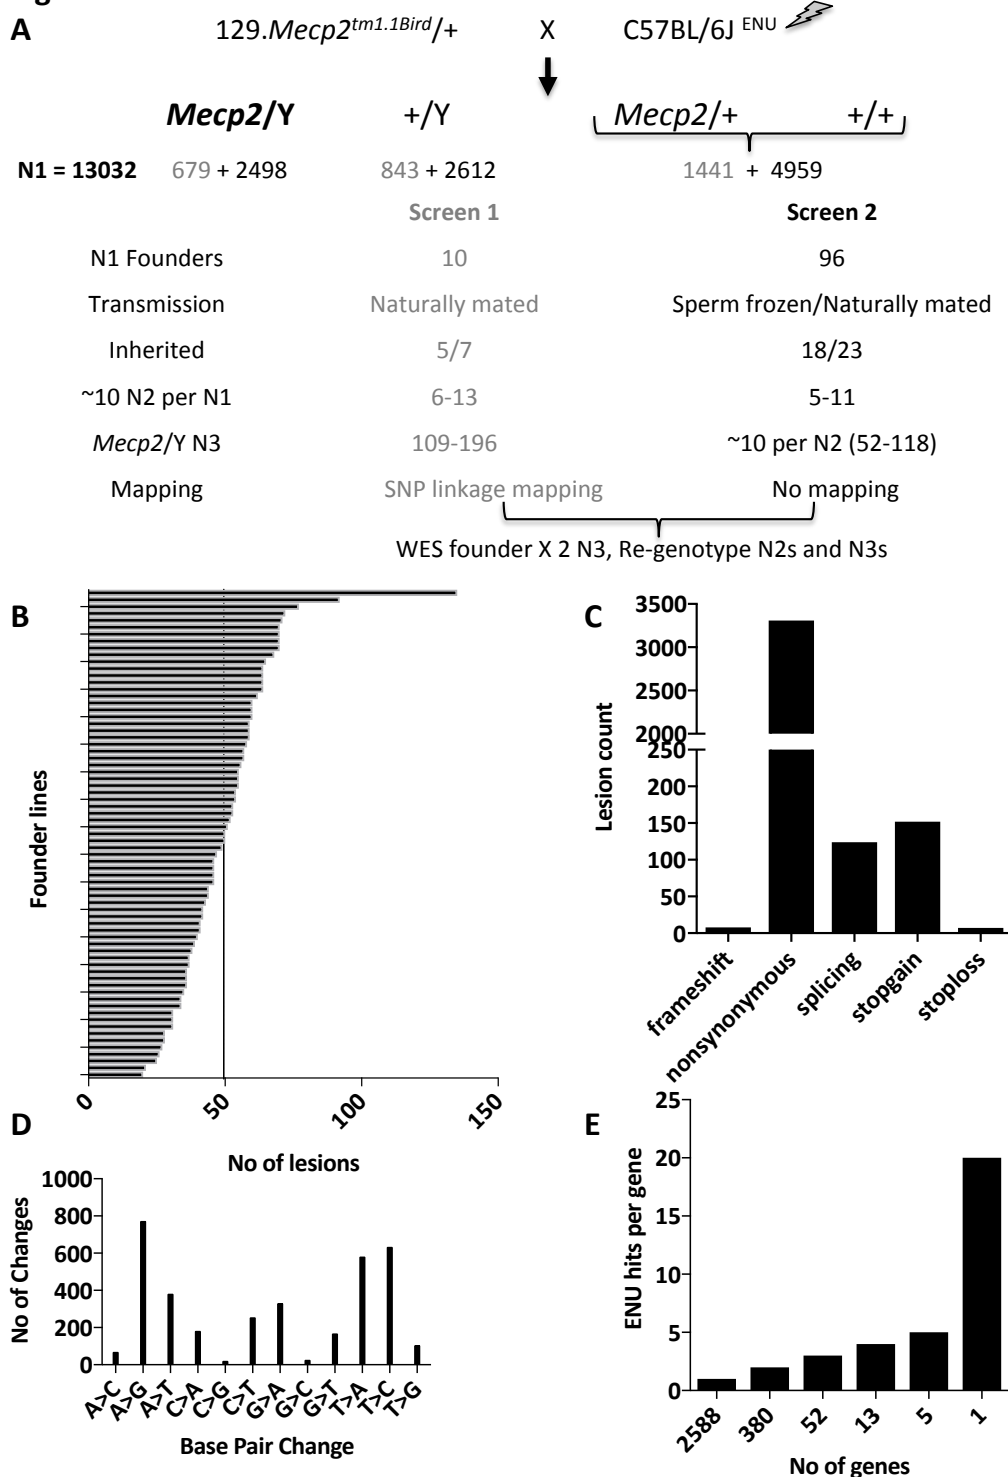 A
129.Mecp2tm1.1Bird/+ X C57BL/6J ENU
Mecp2/Y +/Y Mecp2/+ +/+
N1 = 13032 679 + 2498 843 + 2612 1441 + 4959
Screen 1 Screen 2
N1 Founders 10 96
Transmission Naturally mated Sperm frozen/Naturally mated
Inherited 5/7 18/23
~10 N2 per N1 6-13 5-11
Mecp2/Y N3 109-196 ~10 per N2 (52-118)
Mapping SNP linkage mapping No mapping
WES founder X 2 N3, Re-genotype N2s and N3s
B
Founder lines
0 50 100 150
No of lesions
C
Lesion count
3500
3000
2500
2000
250
200
150
100
50
0
frameshift nonsynonymous splicing stopgain stoploss
D
No of Changes
1000
800
600
400
200
0
A>C A>G A>T C>A C>G C>T G>A G>C G>T T>A T>C T>G
Base Pair Change
E
ENU hits per gene
25
20
15
10
5
0
2588 380 52 13 5 1
No of genes